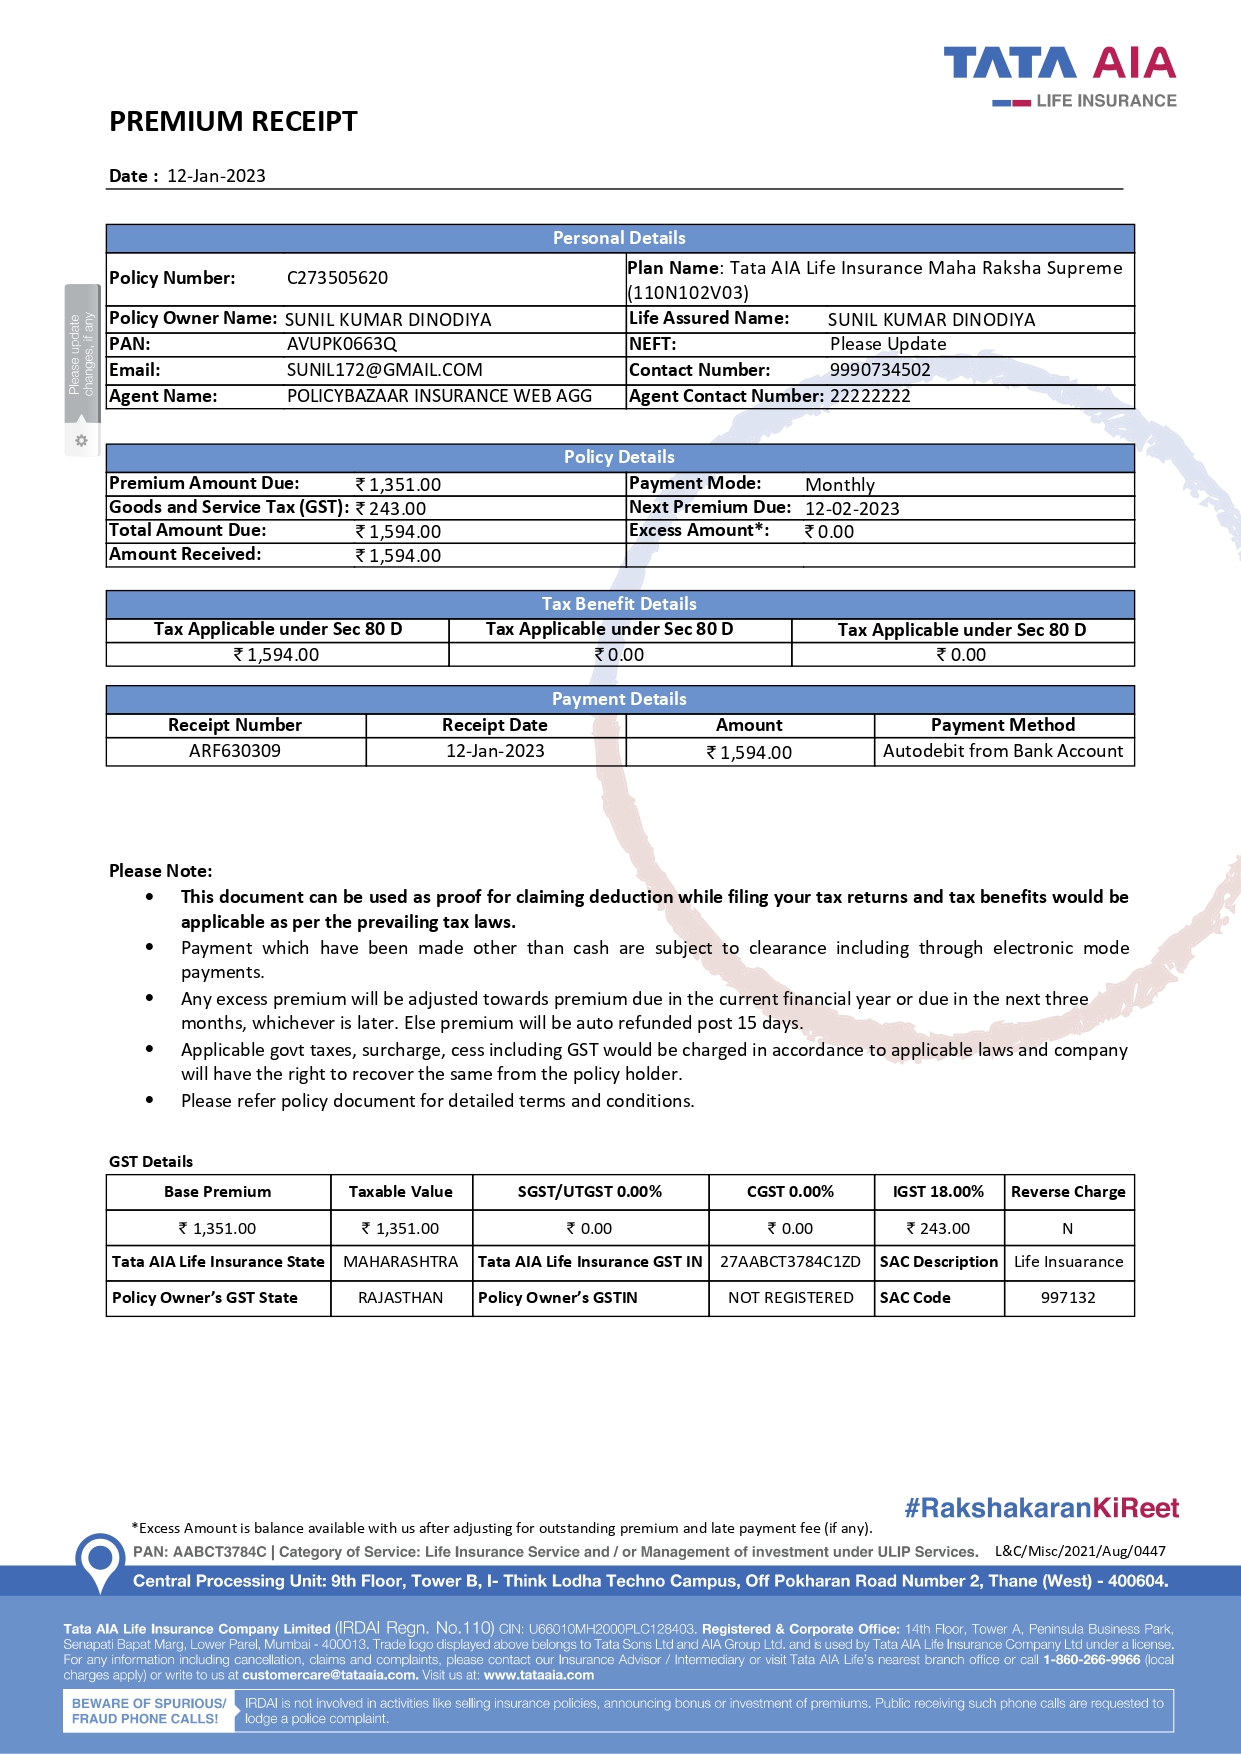 TATA AIA
LIFE INSURANCE
PREMIUM RECEIPT
Date : 12-Jan-2023
Please update
changes, if any
Personal Details
Policy Number: C273505620 Plan Name: Tata AIA Life Insurance Maha Raksha Supreme
(110N102V03)
Policy Owner Name: SUNIL KUMAR DINODIYA Life Assured Name: SUNIL KUMAR DINODIYA
PAN: AVUPK0663Q NEFT: Please Update
Email: SUNIL172@GMAIL.COM Contact Number: 9990734502
Agent Name: POLICYBAZAAR INSURANCE WEB AGG Agent Contact Number: 22222222
Policy Details
Premium Amount Due: ₹ 1,351.00 Payment Mode: Monthly
Goods and Service Tax (GST): ₹ 243.00 Next Premium Due: 12-02-2023
Total Amount Due: ₹ 1,594.00 Excess Amount*: ₹ 0.00
Amount Received: ₹ 1,594.00
Tax Benefit Details
Tax Applicable under Sec 80 D Tax Applicable under Sec 80 D Tax Applicable under Sec 80 D
₹ 1,594.00 ₹ 0.00 ₹ 0.00
Payment Details
Receipt Number Receipt Date Amount Payment Method
ARF630309 12-Jan-2023 ₹ 1,594.00 Autodebit from Bank Account
Please Note:
• This document can be used as proof for claiming deduction while filing your tax returns and tax benefits would be
applicable as per the prevailing tax laws.
• Payment which have been made other than cash are subject to clearance including through electronic mode
payments.
• Any excess premium will be adjusted towards premium due in the current financial year or due in the next three
months, whichever is later. Else premium will be auto refunded post 15 days.
• Applicable govt taxes, surcharge, cess including GST would be charged in accordance to applicable laws and company
will have the right to recover the same from the policy holder.
• Please refer policy document for detailed terms and conditions.
GST Details
Base Premium Taxable Value SGST/UTGST 0.00% CGST 0.00% IGST 18.00% Reverse Charge
₹ 1,351.00 ₹ 1,351.00 ₹ 0.00 ₹ 0.00 ₹ 243.00 N
Tata AIA Life Insurance State MAHARASHTRA Tata AIA Life Insurance GST IN 27AABCT3784C1ZD SAC Description Life Insuarance
Policy Owner’s GST State RAJASTHAN Policy Owner’s GSTIN NOT REGISTERED SAC Code 997132
#RakshakaranKiReet
*Excess Amount is balance available with us after adjusting for outstanding premium and late payment fee (if any).
PAN: AABCT3784C | Category of Service: Life Insurance Service and / or Management of investment under ULIP Services. L&C/Misc/2021/Aug/0447
Central Processing Unit: 9th Floor, Tower B, I- Think Lodha Techno Campus, Off Pokharan Road Number 2, Thane (West) - 400604.
Tata AIA Life Insurance Company Limited (IRDAI Regn. No.110) CIN: U66010MH2000PLC128403. Registered & Corporate Office: 14th Floor, Tower A, Peninsula Business Park,
Senapati Bapat Marg, Lower Parel, Mumbai - 400013. Trade logo displayed above belongs to Tata Sons Ltd and AIA Group Ltd. and is used by Tata AIA Life Insurance Company Ltd under a license.
For any information including cancellation, claims and complaints, please contact our Insurance Advisor / Intermediary or visit Tata AIA Life's nearest branch office or call 1-860-266-9966 (local
charges apply) or write to us at customercare@tataaia.com. Visit us at: www.tataaia.com
BEWARE OF SPURIOUS/
FRAUD PHONE CALLS!
IRDAI is not involved in activities like selling insurance policies, announcing bonus or investment of premiums. Public receiving such phone calls are requested to
lodge a police complaint.